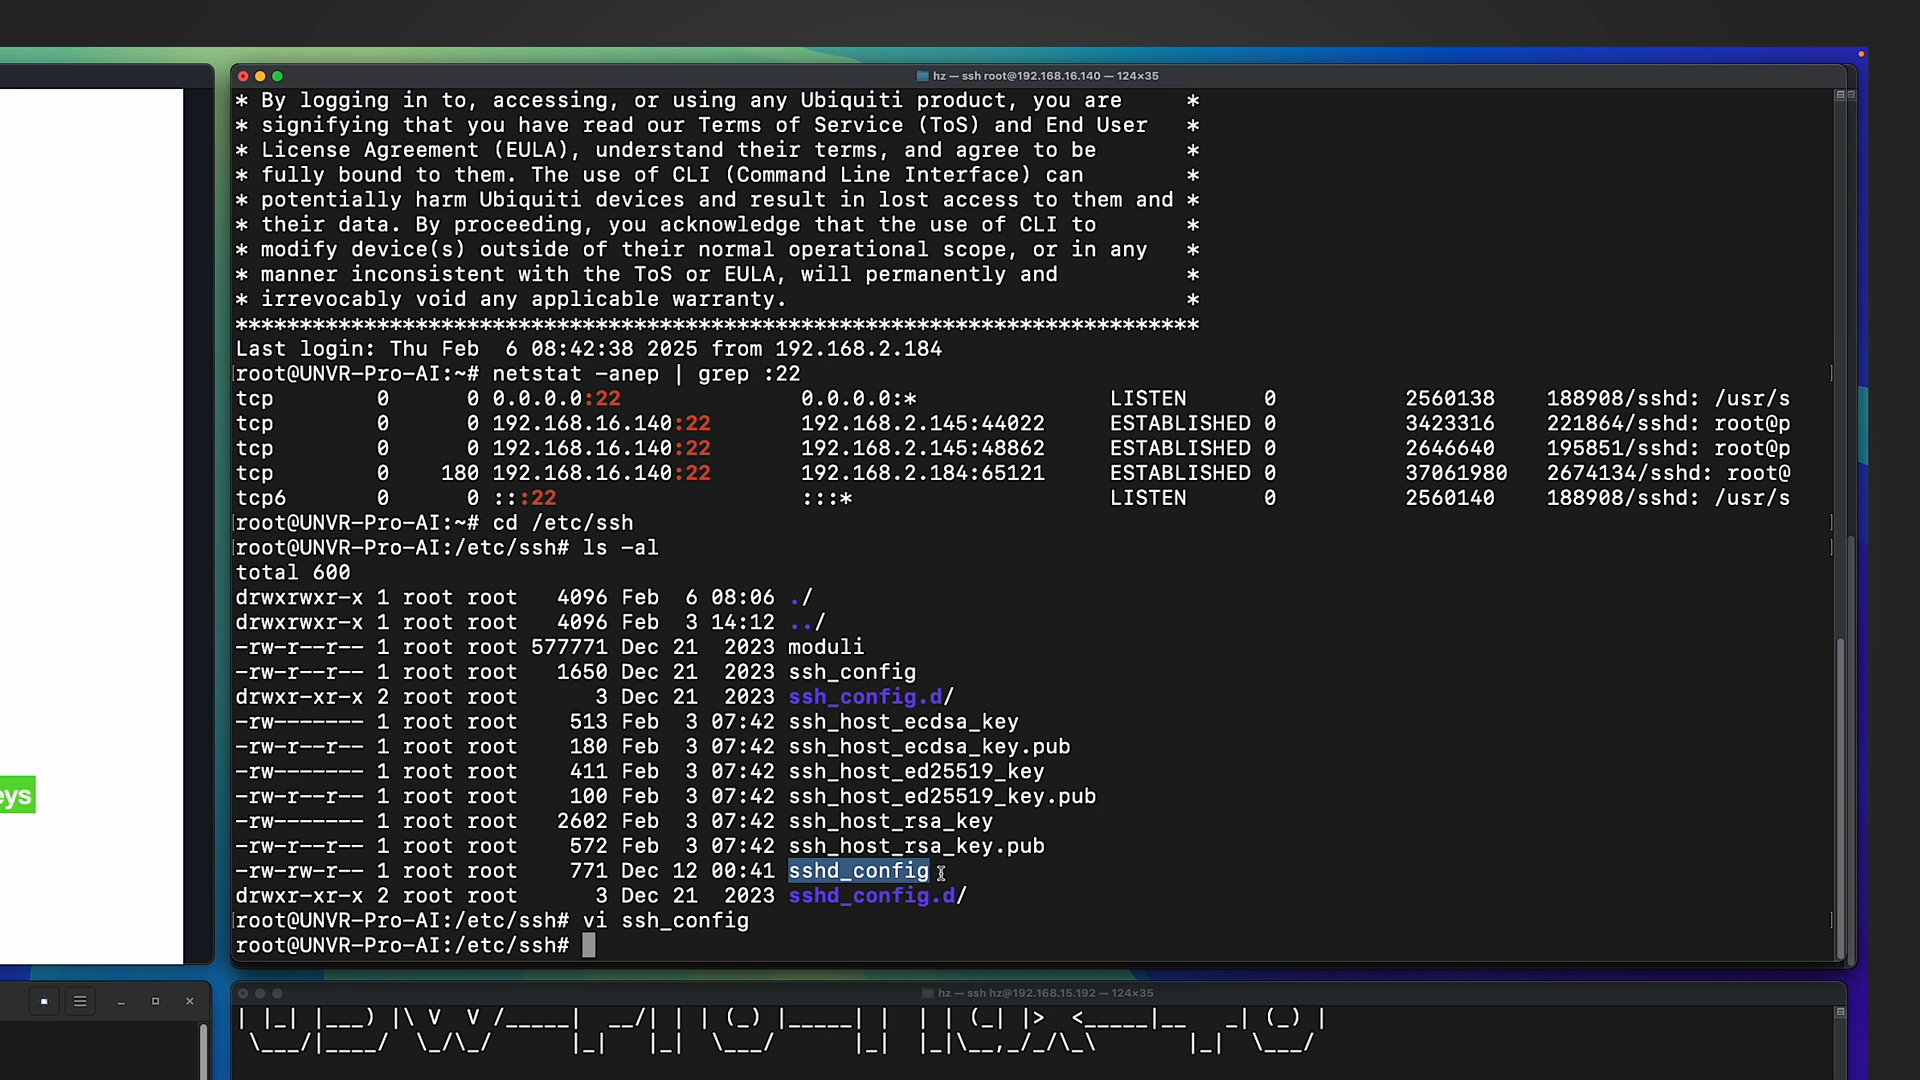 hz — ssh root@192.168.16.140 — 124×35
* By logging in to, accessing, or using any Ubiquiti product, you are     *
* signifying that you have read our Terms of Service (ToS) and End User   *
* License Agreement (EULA), understand their terms, and agree to be       *
* fully bound to them. The use of CLI (Command Line Interface) can        *
* potentially harm Ubiquiti devices and result in lost access to them and *
* their data. By proceeding, you acknowledge that the use of CLI to       *
* modify device(s) outside of their normal operational scope, or in any   *
* manner inconsistent with the ToS or EULA, will permanently and          *
* irrevocably void any applicable warranty.                               *
***************************************************************************
Last login: Thu Feb  6 08:42:38 2025 from 192.168.2.184
root@UNVR-Pro-AI:~# netstat -anep | grep :22
tcp        0      0 0.0.0.0:22              0.0.0.0:*               LISTEN      0          2560138    188908/sshd: /usr/s
tcp        0      0 192.168.16.140:22       192.168.2.145:44022     ESTABLISHED 0          3423316    221864/sshd: root@p
tcp        0      0 192.168.16.140:22       192.168.2.145:48862     ESTABLISHED 0          2646640    195851/sshd: root@p
tcp        0    180 192.168.16.140:22       192.168.2.184:65121     ESTABLISHED 0          37061980   2674134/sshd: root@
tcp6       0      0 :::22                   :::*                    LISTEN      0          2560140    188908/sshd: /usr/s
root@UNVR-Pro-AI:~# cd /etc/ssh
root@UNVR-Pro-AI:/etc/ssh# ls -al
total 600
drwxrwxr-x 1 root root   4096 Feb  6 08:06 ./
drwxrwxr-x 1 root root   4096 Feb  3 14:12 ../
-rw-r--r-- 1 root root 577771 Dec 21  2023 moduli
-rw-r--r-- 1 root root   1650 Dec 21  2023 ssh_config
drwxr-xr-x 2 root root      3 Dec 21  2023 ssh_config.d/
-rw------- 1 root root    513 Feb  3 07:42 ssh_host_ecdsa_key
-rw-r--r-- 1 root root    180 Feb  3 07:42 ssh_host_ecdsa_key.pub
-rw------- 1 root root    411 Feb  3 07:42 ssh_host_ed25519_key
-rw-r--r-- 1 root root    100 Feb  3 07:42 ssh_host_ed25519_key.pub
-rw------- 1 root root   2602 Feb  3 07:42 ssh_host_rsa_key
-rw-r--r-- 1 root root    572 Feb  3 07:42 ssh_host_rsa_key.pub
-rw-rw-r-- 1 root root    771 Dec 12 00:41 sshd_config
drwxr-xr-x 2 root root      3 Dec 21  2023 sshd_config.d/
root@UNVR-Pro-AI:/etc/ssh# vi ssh_config
root@UNVR-Pro-AI:/etc/ssh#
eys
hz — ssh hz@192.168.15.192 — 124×35